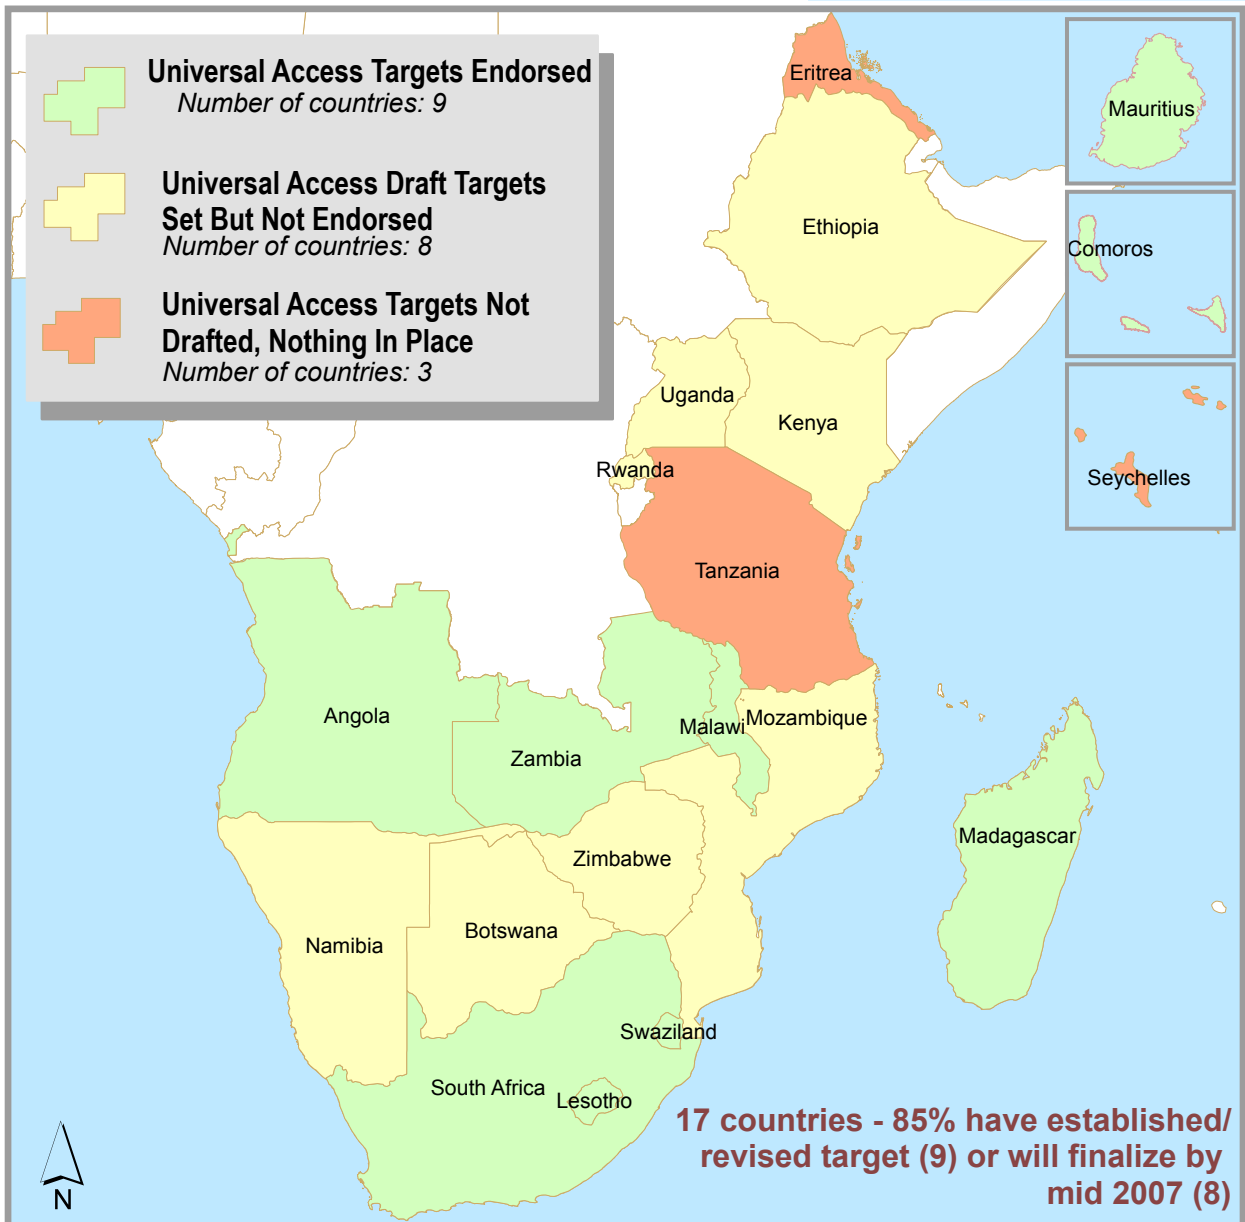 Universal Access Targets Endorsed
Number of countries: 9
Universal Access Draft Targets
Set But Not Endorsed
Number of countries: 8
Universal Access Targets Not
Drafted, Nothing In Place
Number of countries: 3
Eritrea
Mauritius
Ethiopia
Comoros
Uganda
Kenya
Rwanda
Seychelles
Tanzania
Angola
Malawi
Mozambique
Zambia
Madagascar
Zimbabwe
Botswana
Namibia
Swaziland
South Africa
Lesotho
17 countries - 85% have established/
revised target (9) or will finalize by
mid 2007 (8)
N